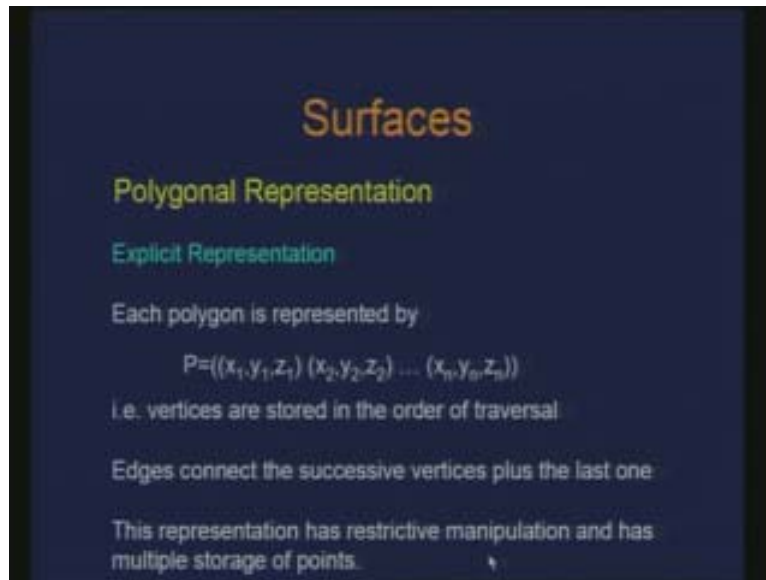 Surfaces
Polygonal Representation
Explicit Representation
Each polygon is represented by
P=((x₁,y₁,z₁) (x₂,y₂,z₂) … (xₙ,yₙ,zₙ))
i.e. vertices are stored in the order of traversal
Edges connect the successive vertices plus the last one
This representation has restrictive manipulation and has
multiple storage of points.